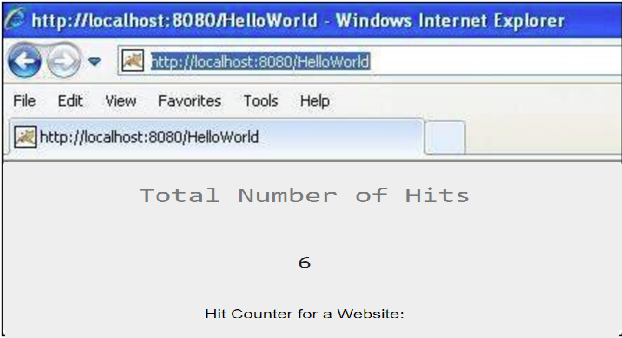 http://localhost:8080/HelloWorld - Windows Internet Explorer
http://localhost:8080/HelloWorld
File Edit View Favorites Tools Help
http://localhost:8080/HelloWorld
Total Number of Hits
6
Hit Counter for a Website: